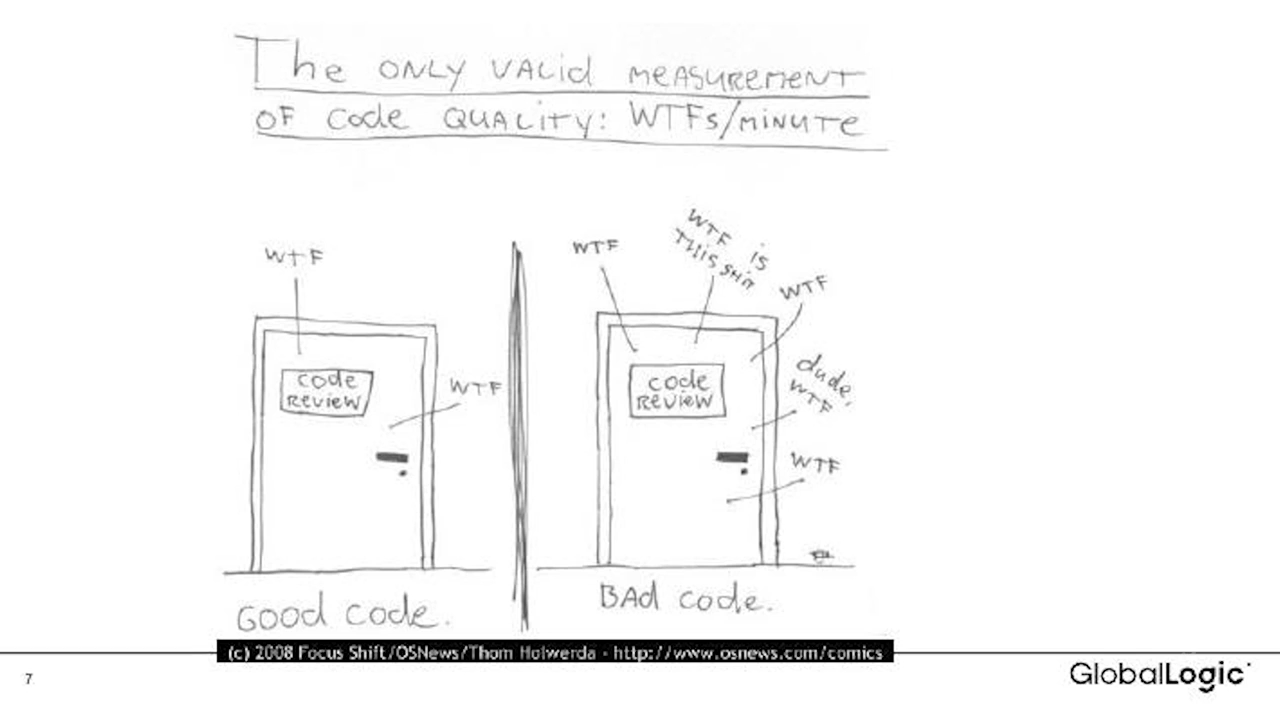 The ONLY VALID MEASUREMENT
OF Code QUALITY: WTFs/MINUTE
WTF
code
REVIEW
WTF
GOOD code.
WTF
WTF is
THIS SHIT
WTF
dude,
WTF
code
REVIEW
WTF
BAd code.
(c) 2008 Focus Shift/OSNews/Thom Holwerda - http://www.osnews.com/comics
7
GlobalLogic